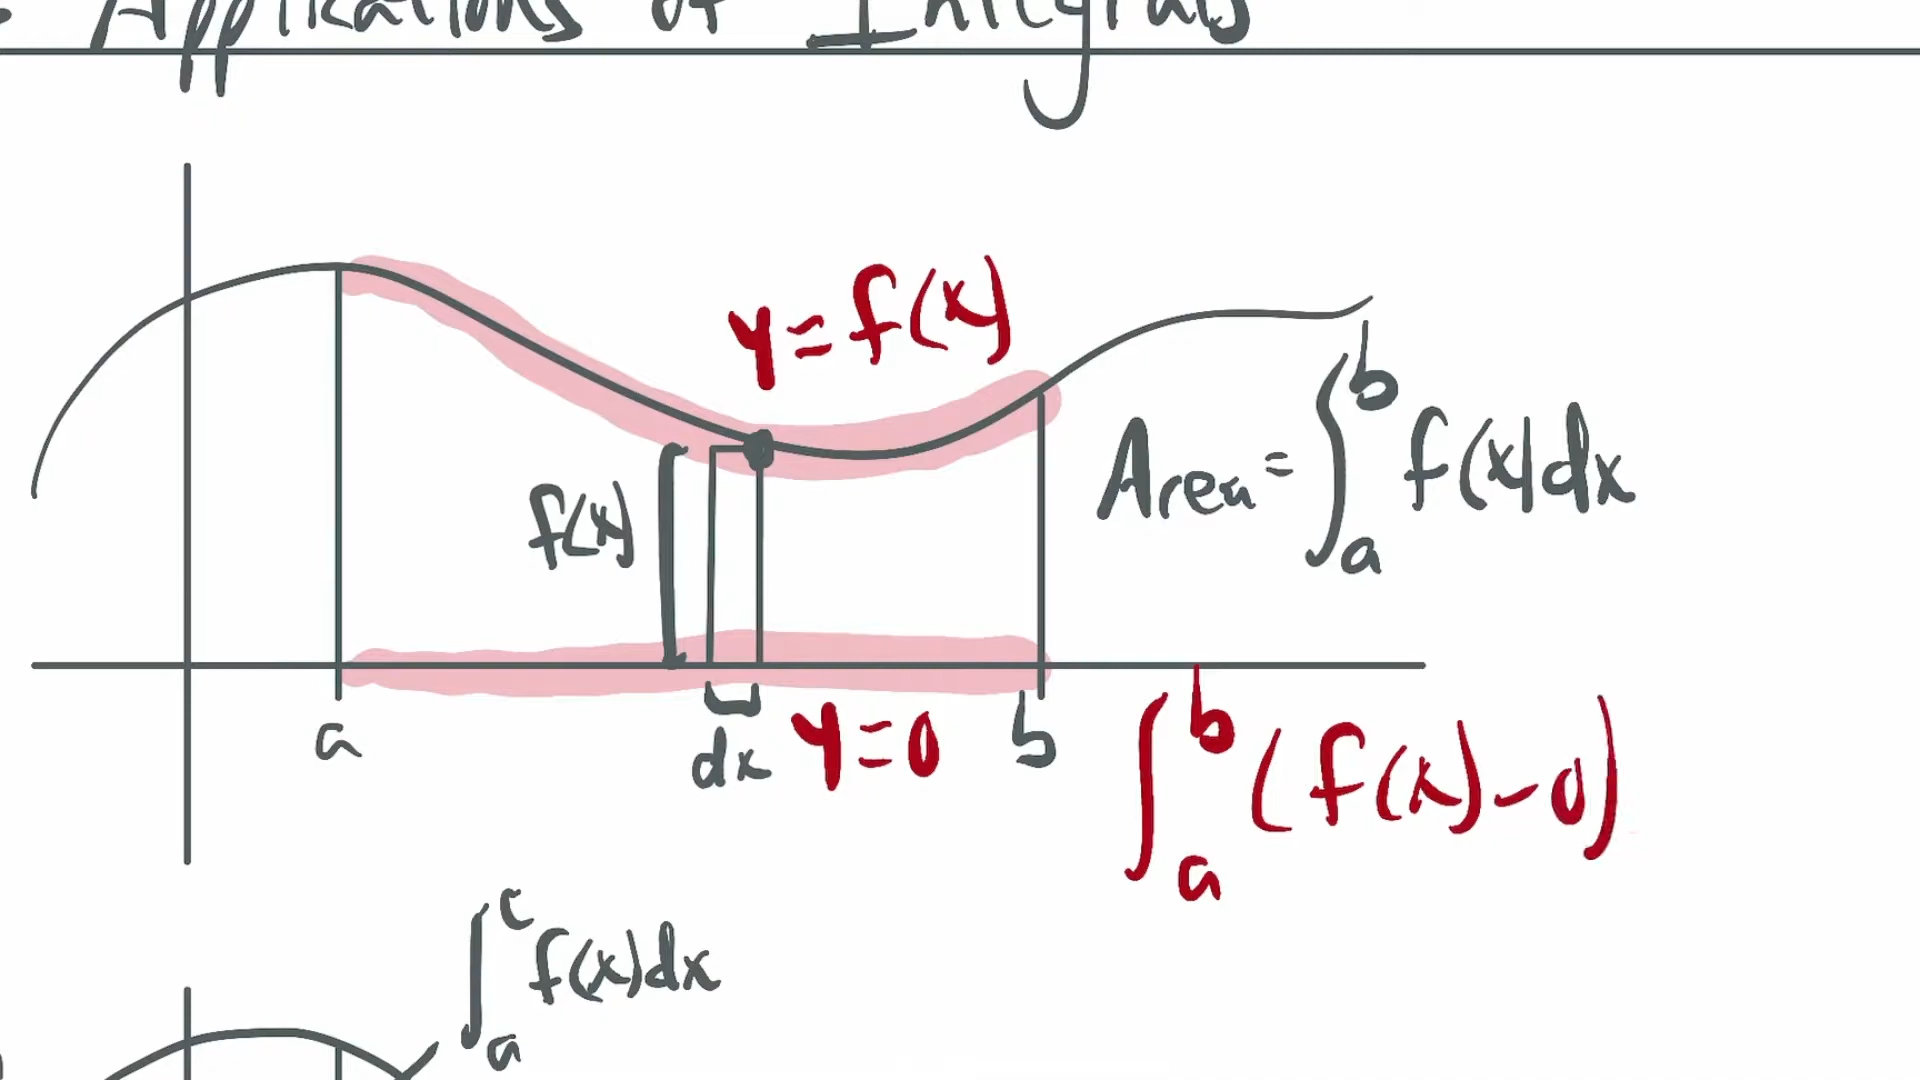 Applications of Integrals
y=f(x)
f(x)
Area = ∫_a^b f(x)dx
a
dx
y=0
b
∫_a^b (f(x)-0)
∫_a^c f(x)dx